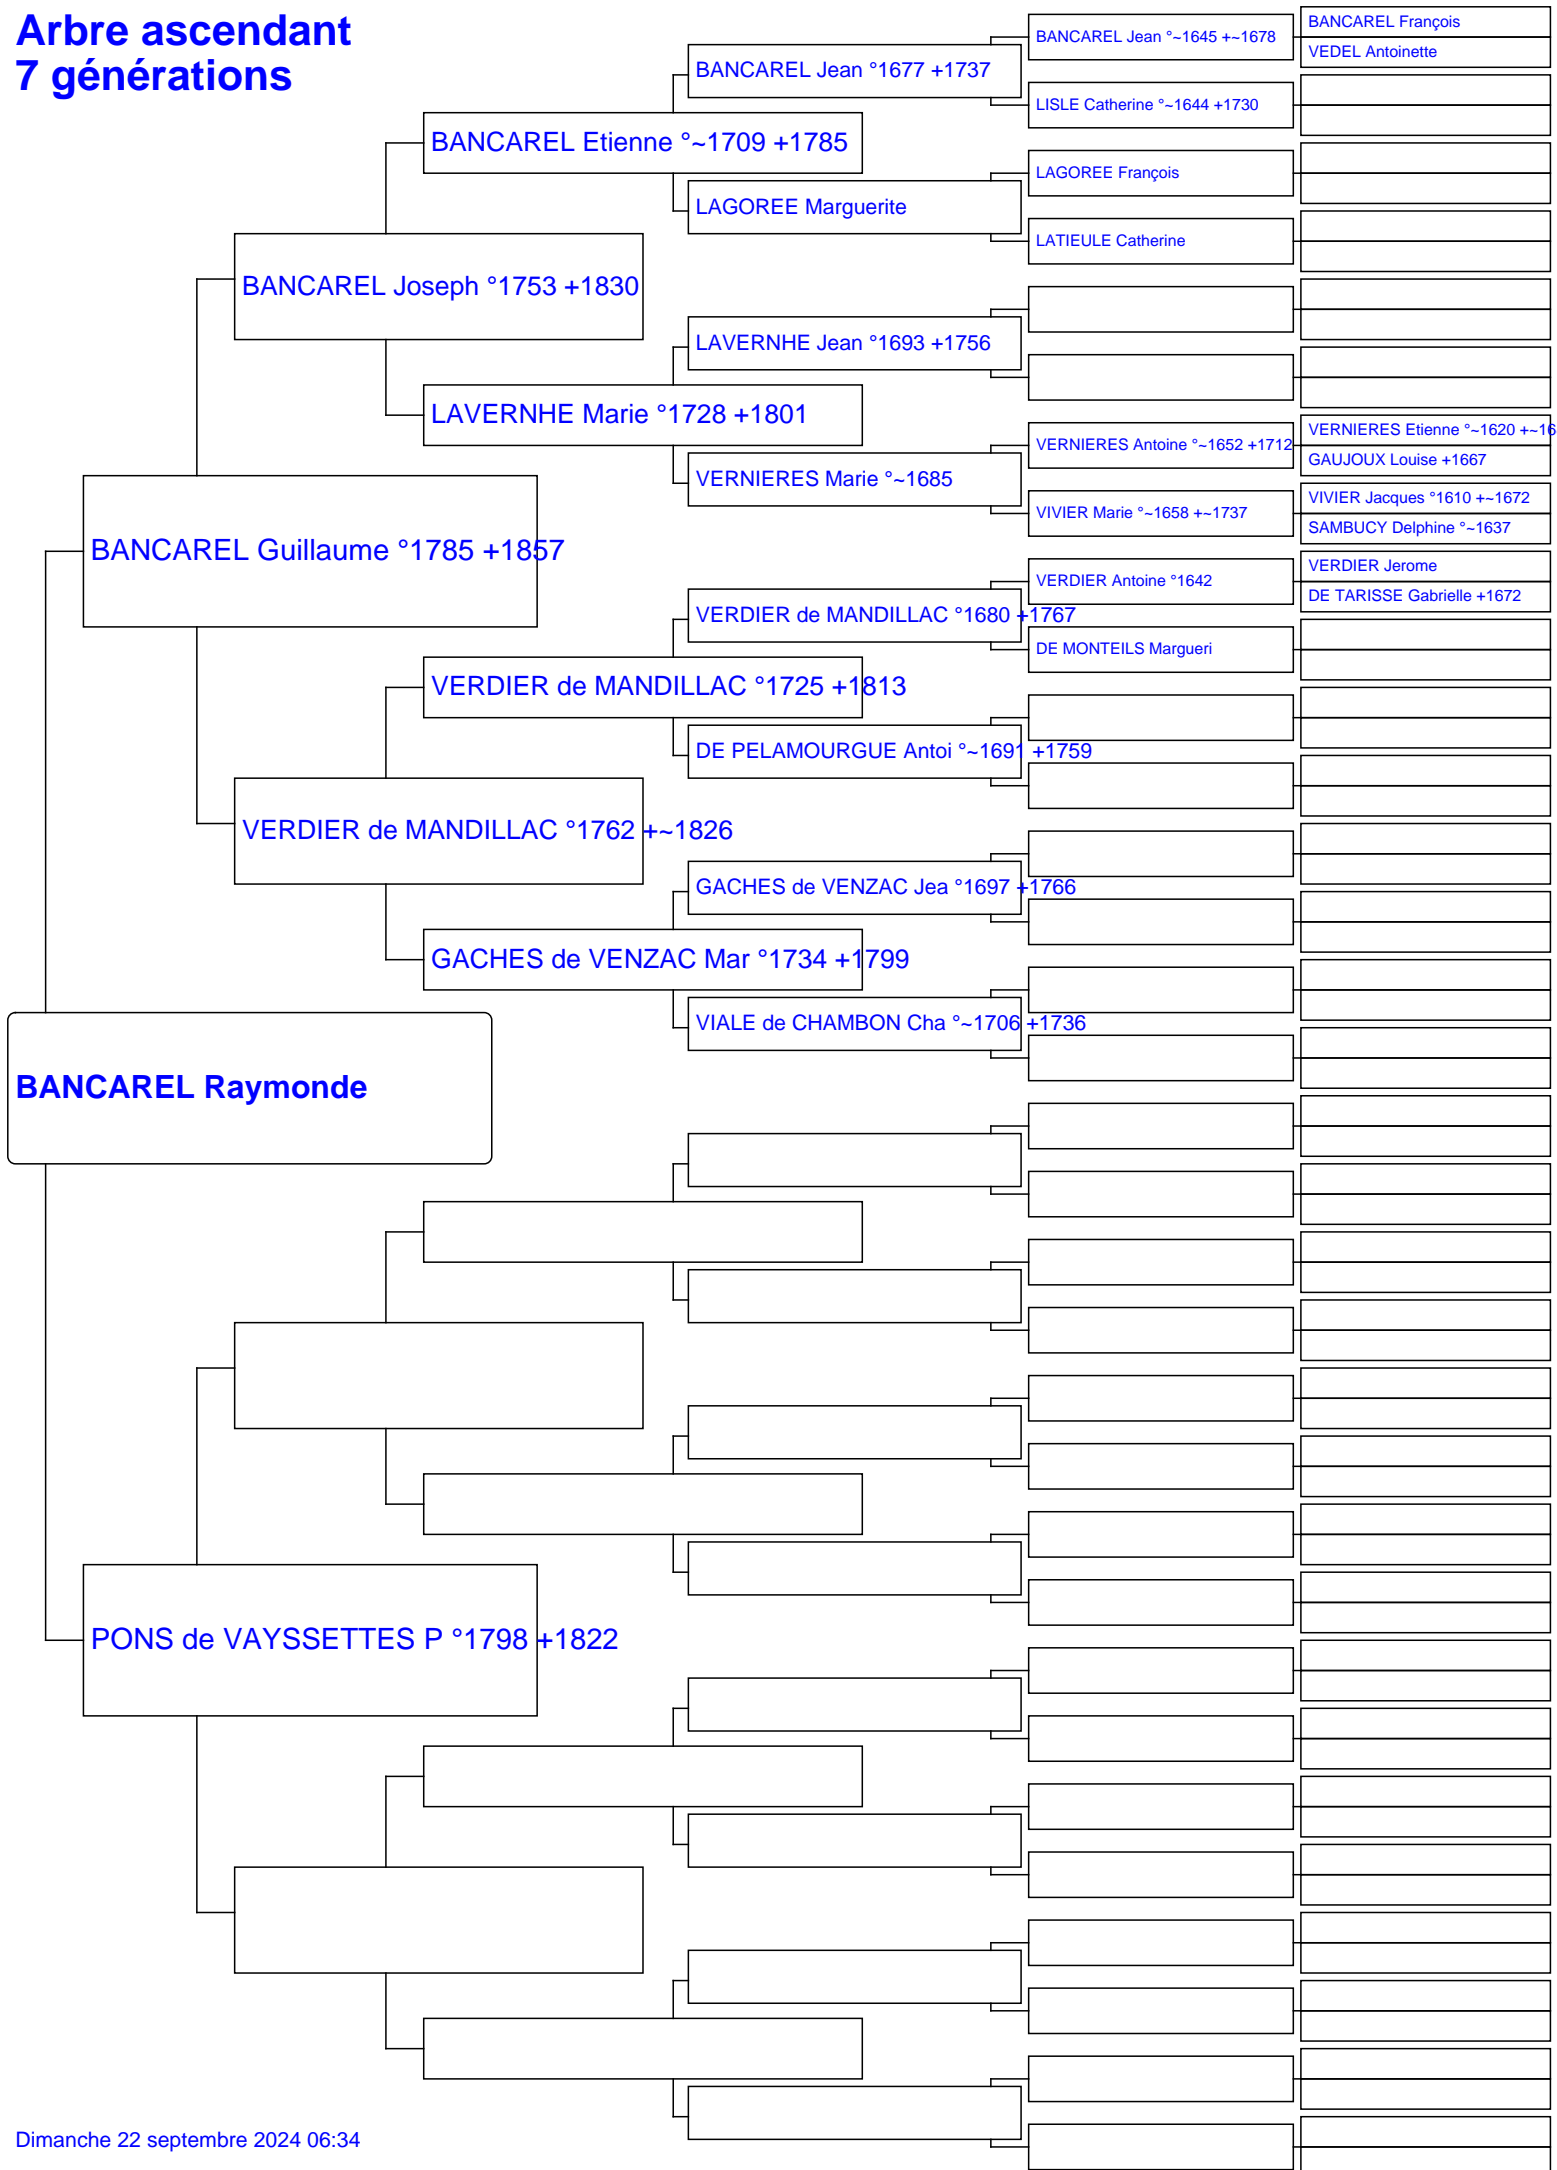 Arbre ascendant
7 générations
BANCAREL François
BANCAREL Jean °~1645 +~1678
VEDEL Antoinette
BANCAREL Jean °1677 +1737
LISLE Catherine °~1644 +1730
BANCAREL Etienne °~1709 +1785
LAGOREE François
LAGOREE Marguerite
LATIEULE Catherine
BANCAREL Joseph °1753 +1830
LAVERNHE Jean °1693 +1756
LAVERNHE Marie °1728 +1801
VERNIERES Etienne °~1620 +~16
VERNIERES Antoine °~1652 +1712
GAUJOUX Louise +1667
VERNIERES Marie °~1685
VIVIER Jacques °1610 +~1672
VIVIER Marie °~1658 +~1737
SAMBUCY Delphine °~1637
BANCAREL Guillaume °1785 +1857
VERDIER Jerome
VERDIER Antoine °1642
DE TARISSE Gabrielle +1672
VERDIER de MANDILLAC °1680 +1767
DE MONTEILS Margueri
VERDIER de MANDILLAC °1725 +1813
DE PELAMOURGUE Antoi °~1691 +1759
VERDIER de MANDILLAC °1762 +~1826
GACHES de VENZAC Jea °1697 +1766
GACHES de VENZAC Mar °1734 +1799
VIALE de CHAMBON Cha °~1706 +1736
BANCAREL Raymonde
PONS de VAYSSETTES P °1798 +1822
Dimanche 22 septembre 2024 06:34